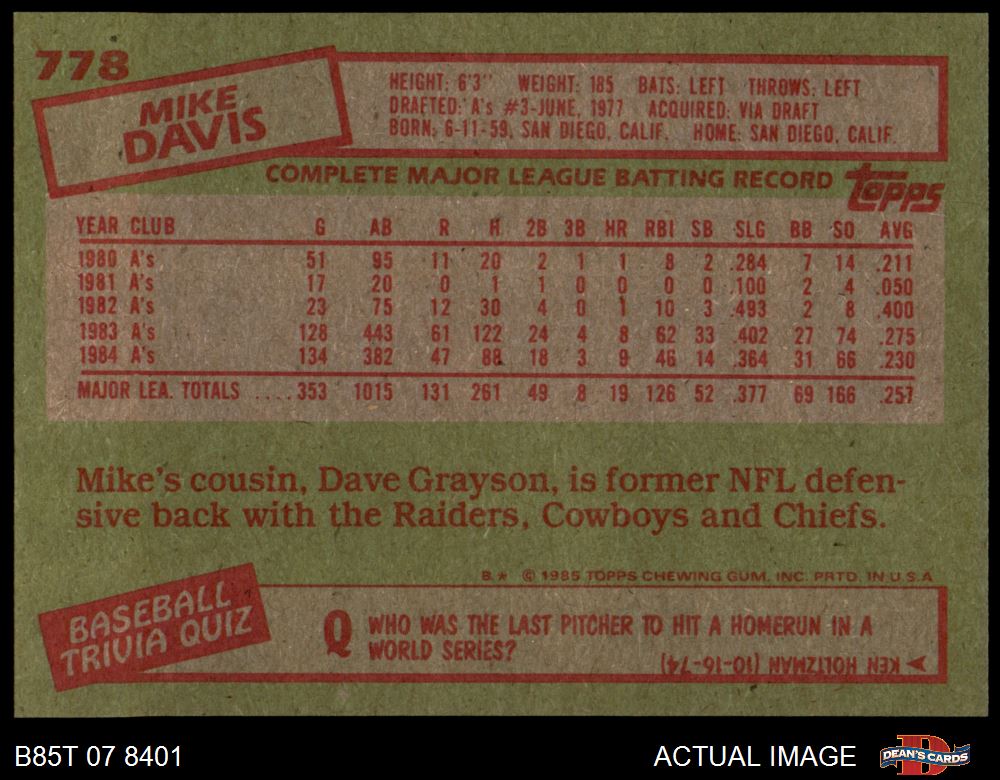 778
MIKE
DAVIS
HEIGHT: 6'3" WEIGHT: 185 BATS: LEFT THROWS: LEFT
DRAFTED: A's #3-JUNE, 1977 ACQUIRED: VIA DRAFT
BORN: 6-11-59, SAN DIEGO, CALIF. HOME: SAN DIEGO, CALIF.
COMPLETE MAJOR LEAGUE BATTING RECORD
Topps
YEAR CLUB G AB R H 2B 3B HR RBI SB SLG BB SO AVG
1980 A's 51 95 11 20 2 1 1 8 2 .284 7 14 .211
1981 A's 17 20 0 1 1 0 0 0 0 .100 2 4 .050
1982 A's 23 75 12 30 4 0 1 10 3 .493 2 8 .400
1983 A's 128 443 61 122 24 4 8 62 33 .402 27 74 .275
1984 A's 134 382 47 88 18 3 9 46 14 .364 31 66 .230
MAJOR LEA. TOTALS ....353 1015 131 261 49 8 19 126 52 .377 69 166 .257
Mike's cousin, Dave Grayson, is former NFL defen-
sive back with the Raiders, Cowboys and Chiefs.
B.* © 1985 TOPPS CHEWING GUM, INC. PRTD. IN U.S.A
BASEBALL
TRIVIA QUIZ
Q WHO WAS THE LAST PITCHER TO HIT A HOMERUN IN A
WORLD SERIES?
KEN HOLTZMAN (10-16-74)
B85T 07 8401
ACTUAL IMAGE
DEAN'S CARDS